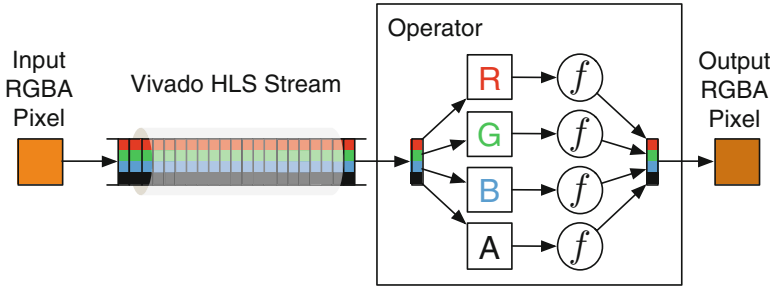 Input
RGBA
Pixel
Vivado HLS Stream
Operator
R
f
G
f
B
f
A
f
Output
RGBA
Pixel